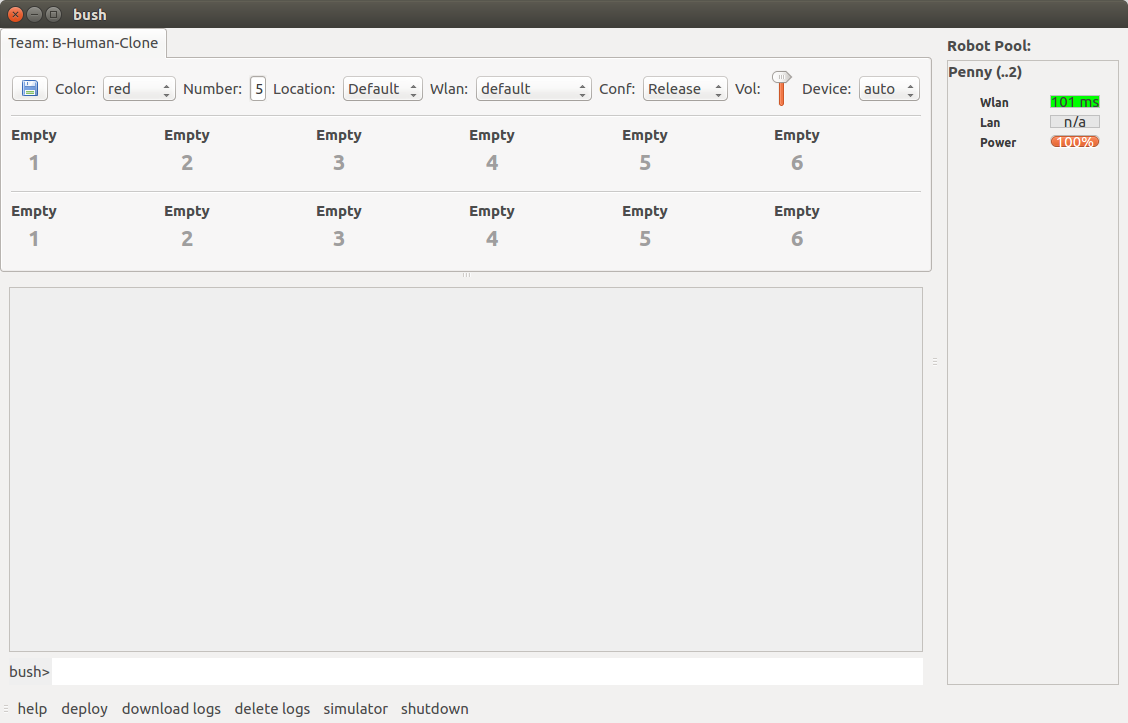 bush
Team: B-Human-Clone
Color: red Number: 5 Location: Default Wlan: default Conf: Release Vol: Device: auto
Empty Empty Empty Empty Empty Empty
1 2 3 4 5 6
Empty Empty Empty Empty Empty Empty
1 2 3 4 5 6
bush>
help deploy download logs delete logs simulator shutdown
Robot Pool:
Penny (..2)
Wlan 101 ms
Lan n/a
Power 100%